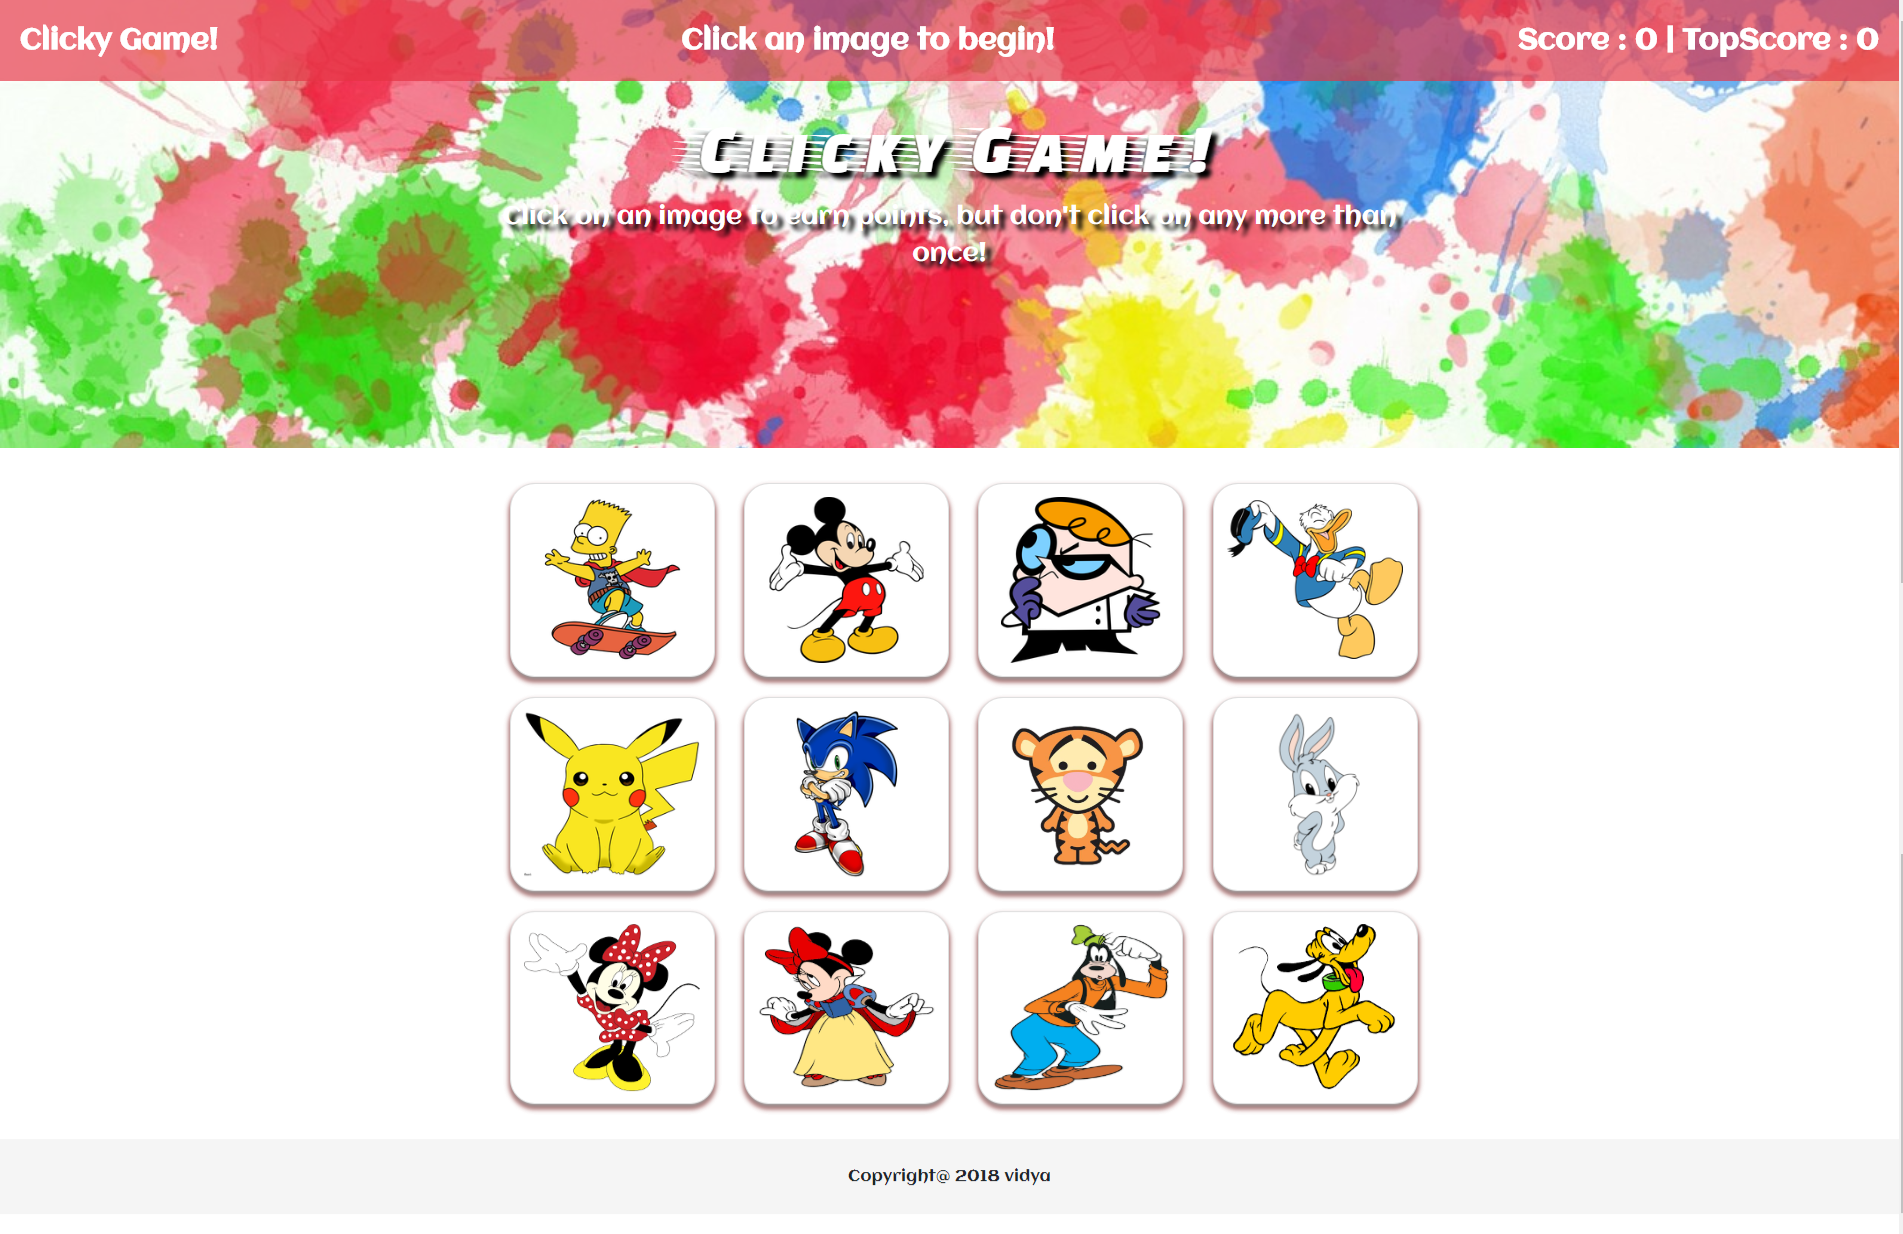 Clicky Game!
Click an image to begin!
Score : 0 | TopScore : 0
Clicky Game!
Click on an image to earn points, but don't click on any more than
once!
Copyright@ 2018 vidya